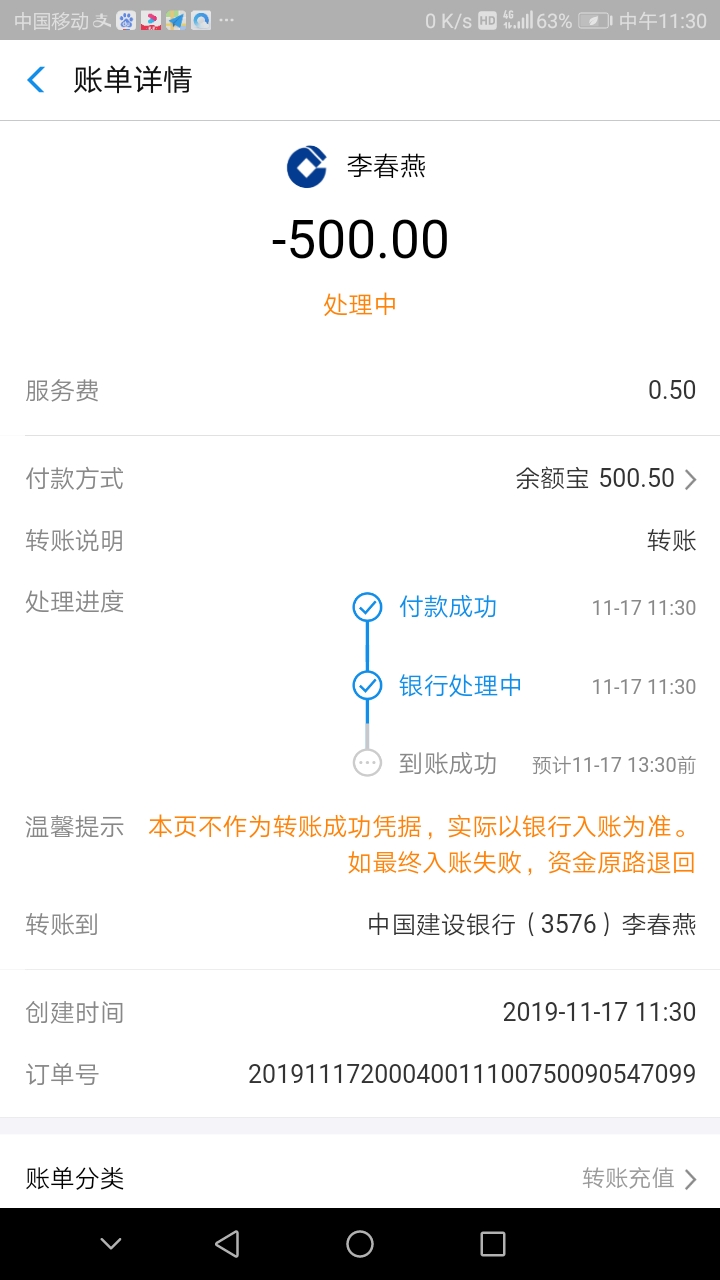 中国移动 0 K/s HD 4G 63% 中午11:30
账单详情
李春燕
-500.00
处理中
服务费 0.50
付款方式 余额宝 500.50
转账说明 转账
处理进度 付款成功 11-17 11:30
银行处理中 11-17 11:30
到账成功 预计11-17 13:30前
温馨提示 本页不作为转账成功凭据，实际以银行入账为准。
如最终入账失败，资金原路退回
转账到 中国建设银行（3576）李春燕
创建时间 2019-11-17 11:30
订单号 20191117200040011100750090547099
账单分类 转账充值